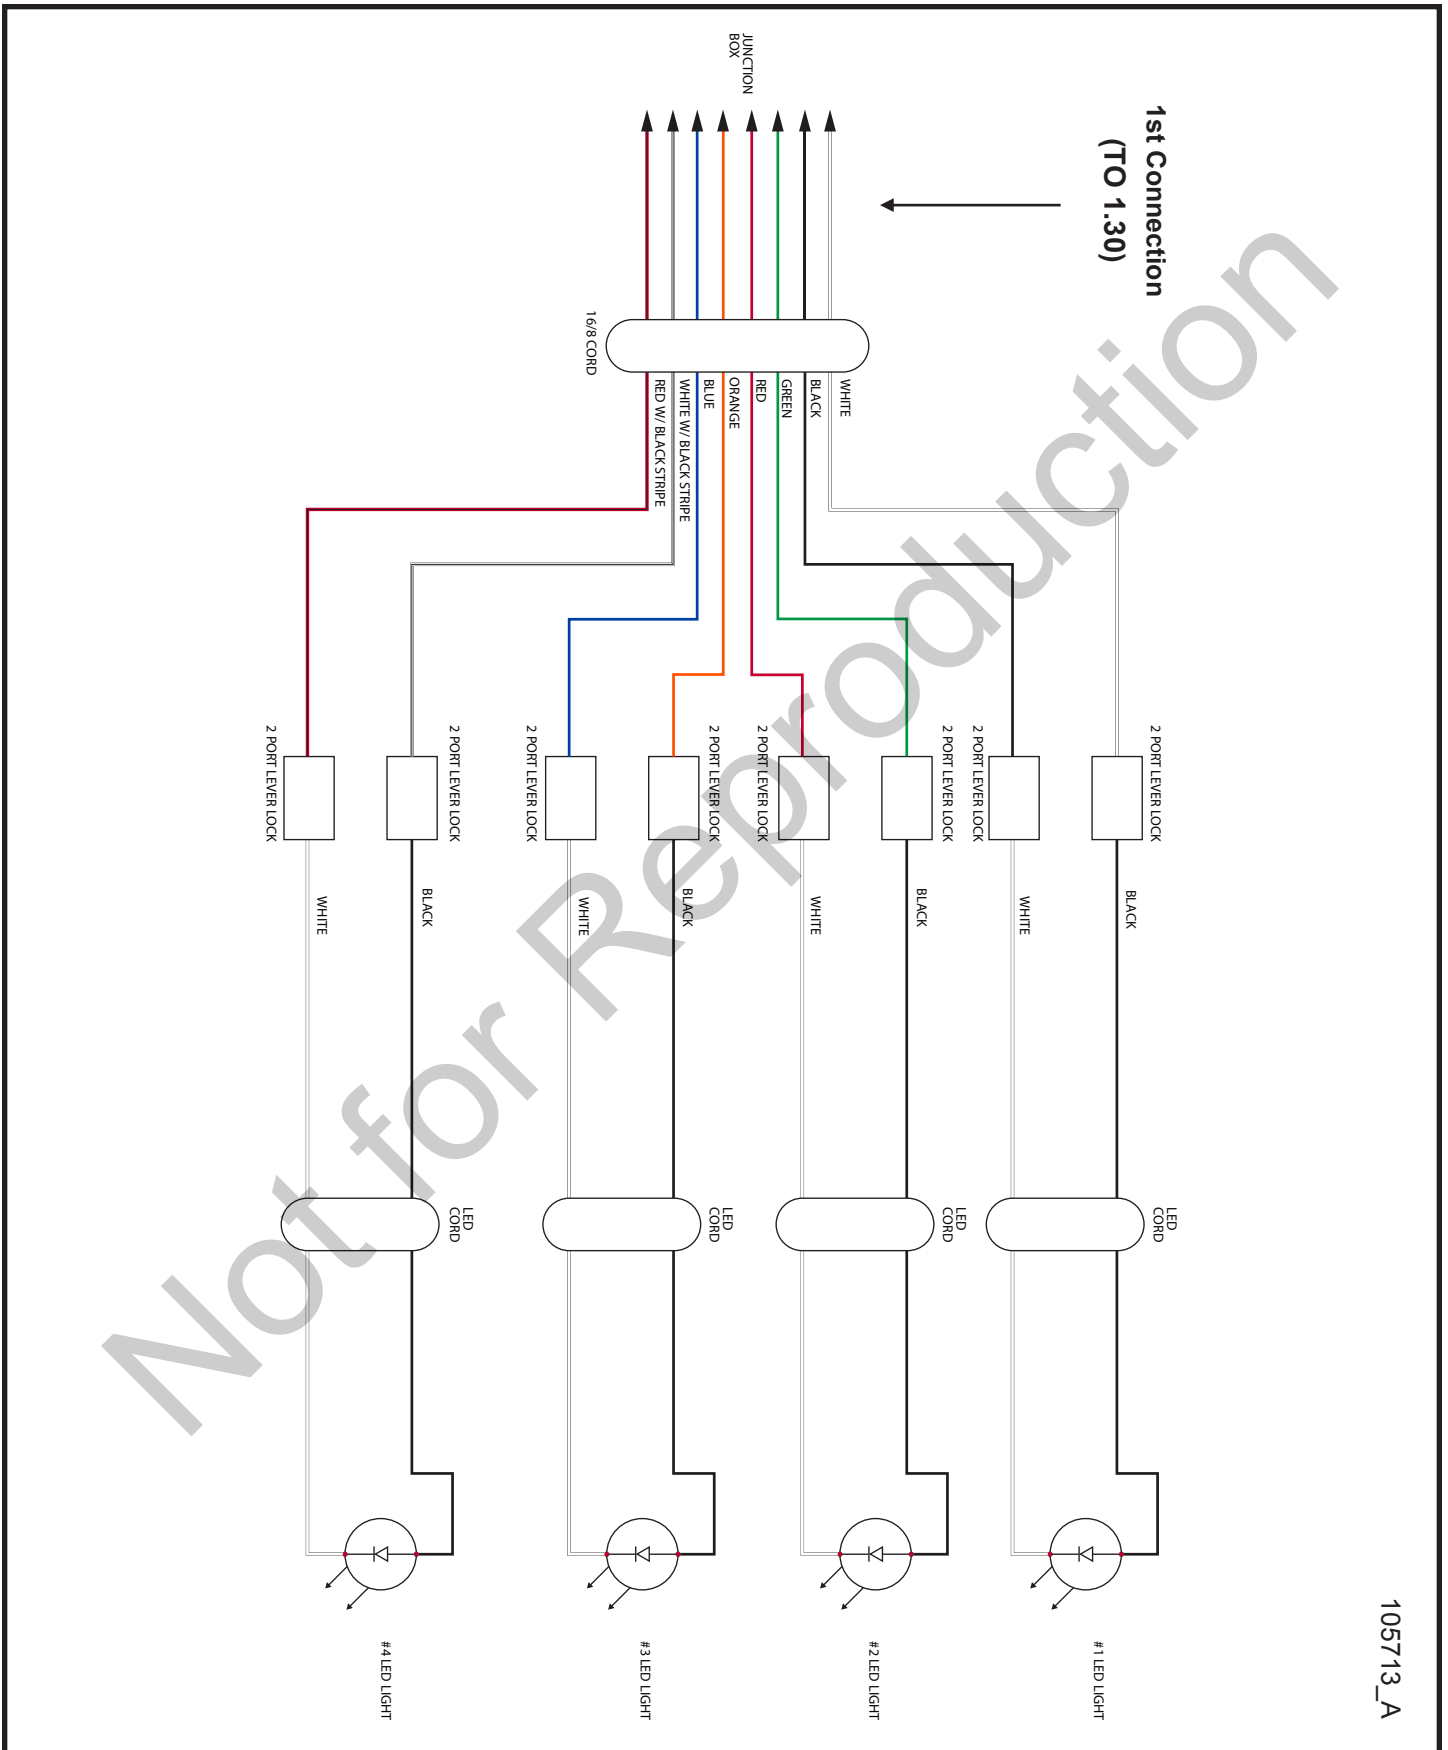 105713_A
1st Connection
(TO 1.30)
JUNCTION
BOX
16/8 CORD
WHITE
BLACK
GREEN
RED
ORANGE
BLUE
WHITE W/ BLACK STRIPE
RED W/ BLACK STRIPE
2 PORT LEVER LOCK
2 PORT LEVER LOCK
2 PORT LEVER LOCK
2 PORT LEVER LOCK
2 PORT LEVER LOCK
2 PORT LEVER LOCK
2 PORT LEVER LOCK
2 PORT LEVER LOCK
BLACK
WHITE
BLACK
WHITE
BLACK
WHITE
BLACK
WHITE
LED
CORD
LED
CORD
LED
CORD
LED
CORD
#1 LED LIGHT
#2 LED LIGHT
#3 LED LIGHT
#4 LED LIGHT
Not for Reproduction